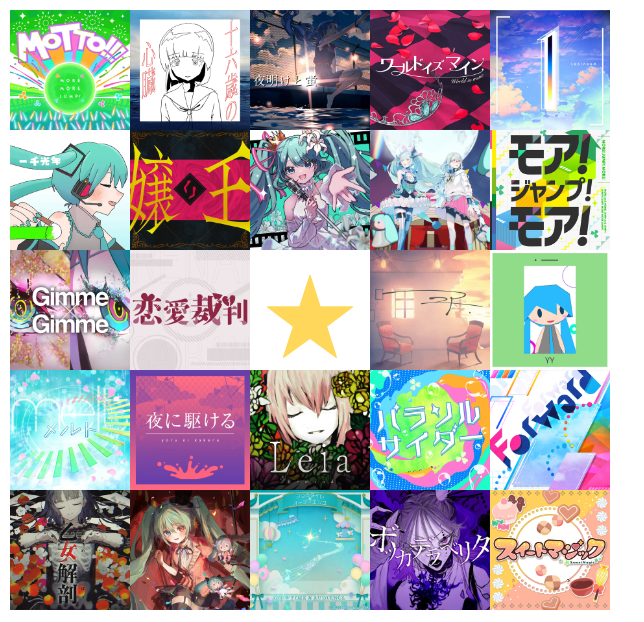 MOTTO!!!
MORE
MORE
JUMP!
十六歳の
心臓
夜明けと蛍
ワールドイズマイン
World is mine
1
一千光年
嬢王
モア!
ジャンプ!
モア!
Gimme
Gimme
恋愛裁判
YY
メルト
夜に駆ける
yoru ni kakeru
Leia
パラソル
サイダー
Forward
乙女解剖
ボッカデラベリタ
スイートマジック
Sweet Magic